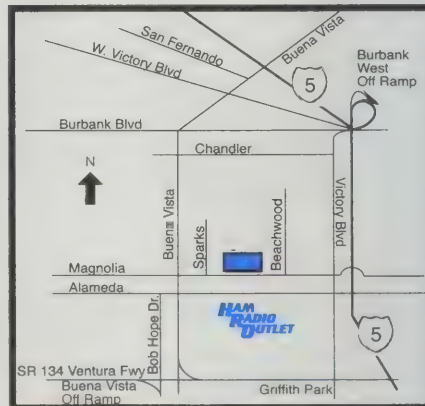 San Fernando
W. Victory Blvd
Buena Vista
5
Burbank
West
Off Ramp
Burbank Blvd
Chandler
N
Buena Vista
Sparks
Beachwood
Victory Blvd
Magnolia
Alameda
Bob Hope Dr.
HAM
RADIO
OUTLET
5
SR 134 Ventura Fwy
Buena Vista
Off Ramp
Griffith Park